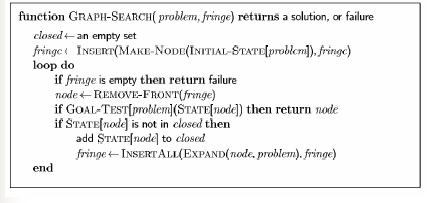 function GRAPH-SEARCH( problem, fringe) returns a solution, or failure
closed ← an empty set
fringe ← INSERT(MAKE-NODE(INITIAL-STATE[problem]), fringe)
loop do
if fringe is empty then return failure
node ← REMOVE-FRONT(fringe)
if GOAL-TEST[problem](STATE[node]) then return node
if STATE[node] is not in closed then
add STATE[node] to closed
fringe ← INSERTALL(EXPAND(node, problem), fringe)
end